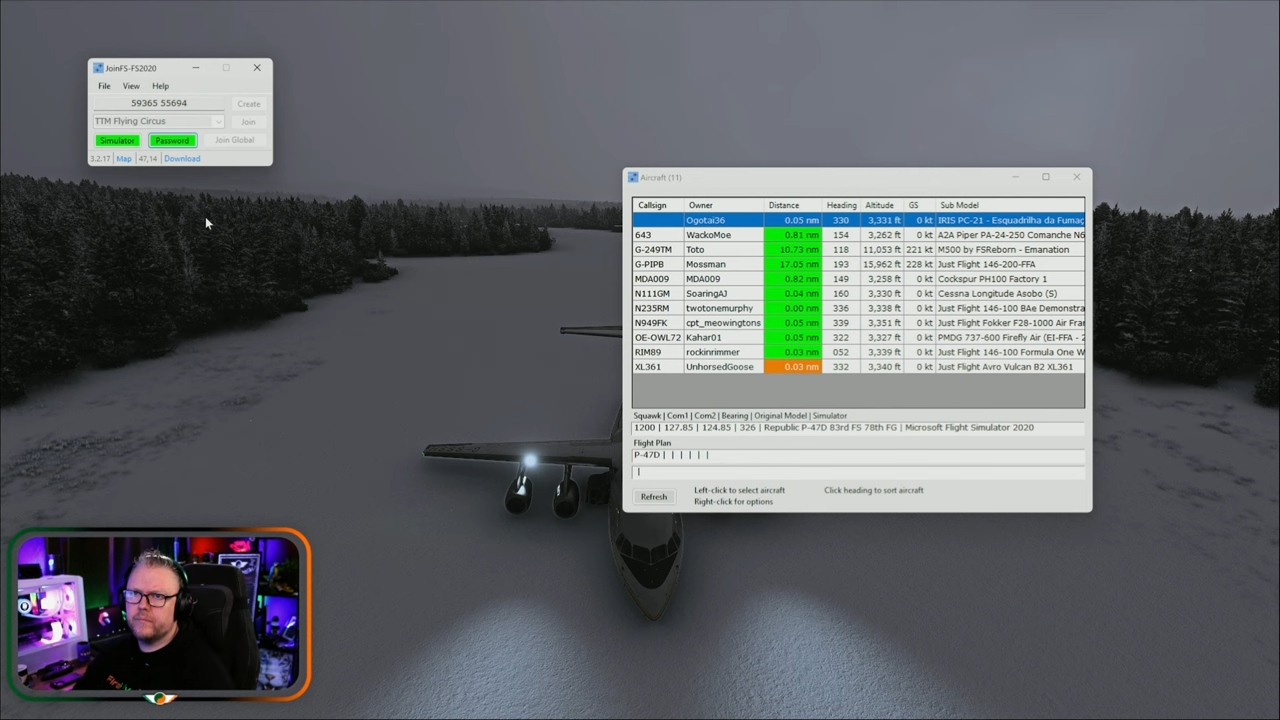 JoinFS-FS2020
File View Help
59365 55694 Create
TTM Flying Circus Join
Simulator Password Join Global
3.2.17 Map 47,14 Download
Aircraft (11)
Callsign Owner Distance Heading Altitude GS Sub Model
Ogotai36 0.05 nm 330 3,331 ft 0 kt IRIS PC-21 - Esquadrilha da Fumaç
643 WackoMoe 0.81 nm 154 3,262 ft 0 kt A2A Piper PA-24-250 Comanche N6
G-249TM Toto 10.73 nm 118 11,053 ft 221 kt M500 by FSReborn - Emanation
G-PIPB Mossman 17.05 nm 193 15,962 ft 228 kt Just Flight 146-200-FFA
MDA009 MDA009 0.82 nm 149 3,258 ft 0 kt Cockspur PH100 Factory 1
N111GM SoaringAJ 0.04 nm 160 3,330 ft 0 kt Cessna Longitude Asobo (S)
N235RM twotonemurphy 0.00 nm 336 3,338 ft 0 kt Just Flight 146-100 BAe Demonstra
N949FK cpt_meowingtons 0.05 nm 339 3,351 ft 0 kt Just Flight Fokker F28-1000 Air Fran
OE-OWL72 Kahar01 0.05 nm 322 3,327 ft 0 kt PMDG 737-600 Firefly Air (EI-FFA - 2
RIM89 rockinrimmer 0.03 nm 052 3,339 ft 0 kt Just Flight 146-100 Formula One W
XL361 UnhorsedGoose 0.03 nm 332 3,340 ft 0 kt Just Flight Avro Vulcan B2 XL361
Squawk | Com1 | Com2 | Bearing | Original Model | Simulator
1200 | 127.85 | 124.85 | 326 | Republic P-47D 83rd FS 78th FG | Microsoft Flight Simulator 2020
Flight Plan
P-47D | | | | | |
|
Refresh Left-click to select aircraft Click heading to sort aircraft
Right-click for options